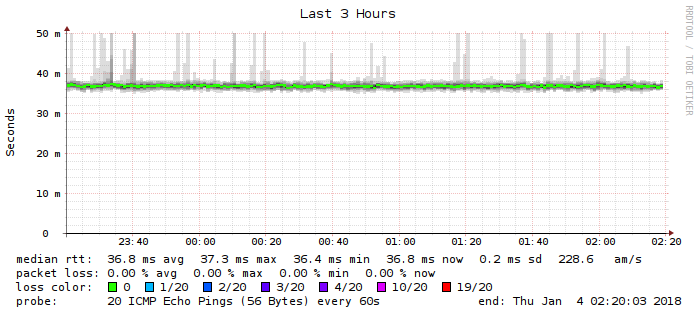 Last 3 Hours
RRDTOOL / TOBI OETIKER
Seconds
50 m
40 m
30 m
20 m
10 m
0
23:40 00:00 00:20 00:40 01:00 01:20 01:40 02:00 02:20
median rtt: 36.8 ms avg 37.3 ms max 36.4 ms min 36.8 ms now 0.2 ms sd 228.6 am/s
packet loss: 0.00 % avg 0.00 % max 0.00 % min 0.00 % now
loss color: 0 1/20 2/20 3/20 4/20 10/20 19/20
probe: 20 ICMP Echo Pings (56 Bytes) every 60s end: Thu Jan 4 02:20:03 2018